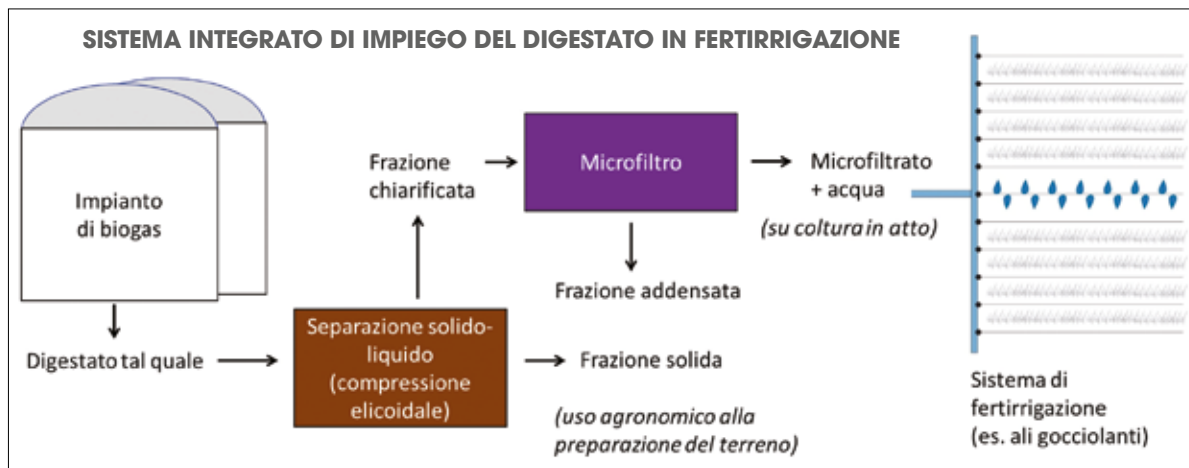 SISTEMA INTEGRATO DI IMPIEGO DEL DIGESTATO IN FERTIRRIGAZIONE
Impianto
di biogas
Digestato tal quale
Separazione solido-
liquido
(compressione
elicoidale)
Frazione
chiarificata
Microfiltro
Frazione addensata
Frazione solida
(uso agronomico alla
preparazione del terreno)
Microfiltrato
+ acqua
(su coltura in atto)
Sistema di
fertirrigazione
(es. ali gocciolanti)